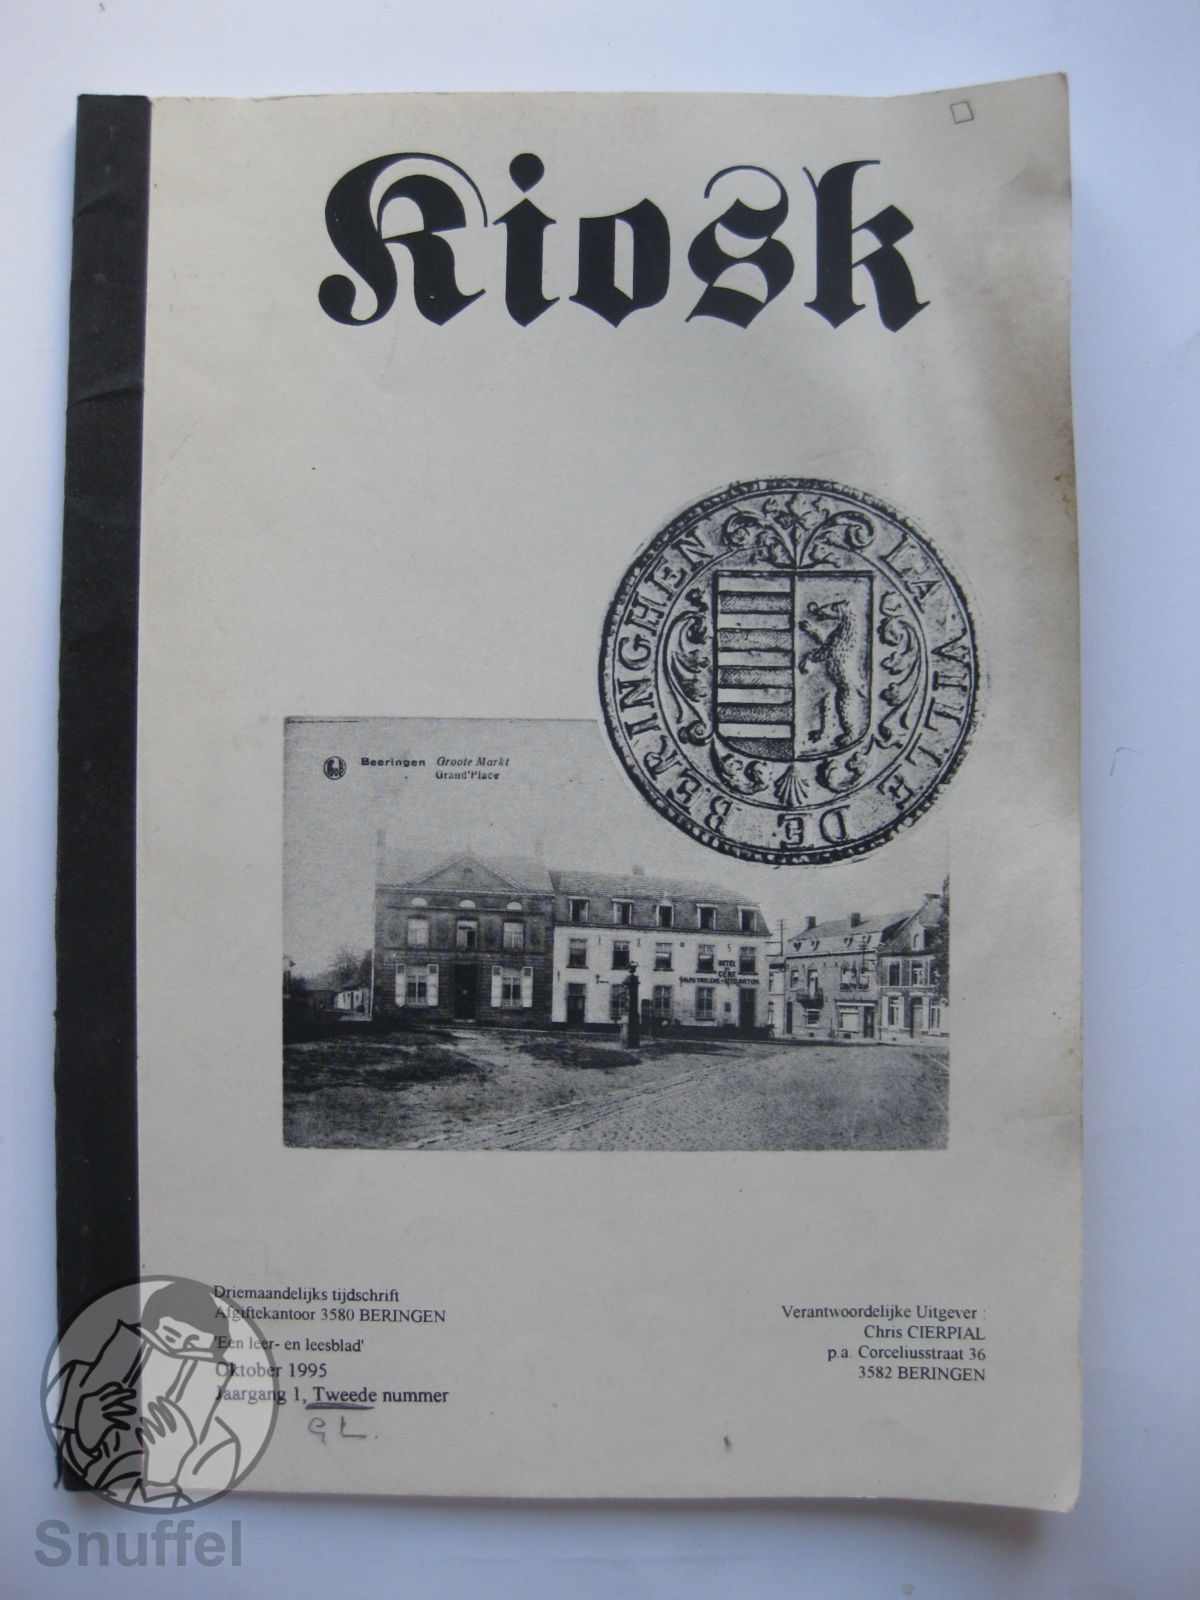 Kiosk
LA VILLE DE BERINGHEN
Beeringen Groote Markt
Grand'Place
HOTEL
CERF
Driemaandelijks tijdschrift
Afgiftekantoor 3580 BERINGEN
'Een leer- en leesblad'
Oktober 1995
Jaargang 1, Tweede nummer
GL.
Verantwoordelijke Uitgever :
Chris CIERPIAL
p.a. Corceliusstraat 36
3582 BERINGEN
Snuffel